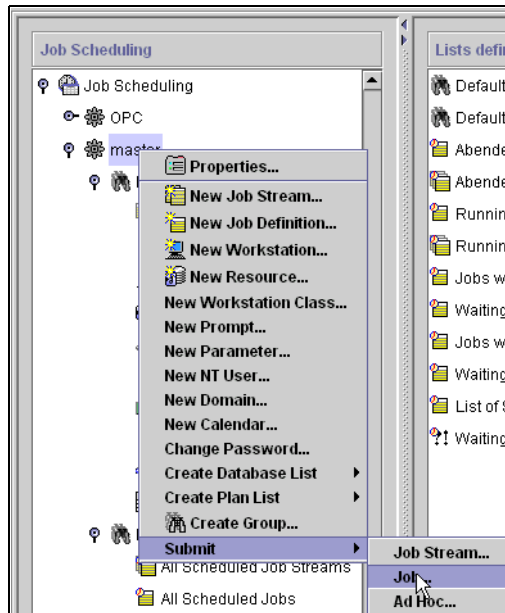 Job Scheduling
Job Scheduling
OPC
master
Properties...
New Job Stream...
New Job Definition...
New Workstation...
New Resource...
New Workstation Class...
New Prompt...
New Parameter...
New NT User...
New Domain...
New Calendar...
Change Password...
Create Database List
Create Plan List
Create Group...
Submit
All Scheduled Job Streams
All Scheduled Jobs
Job Stream...
Job...
Ad Hoc...
Lists defi
Default
Default
Abende
Abende
Runnin
Runnin
Jobs w
Waiting
Jobs w
Waiting
List of S
Waiting